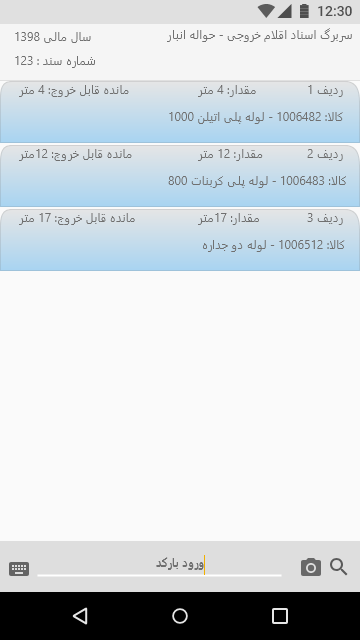 12:30
سربرگ اسناد اقلام خروجی - حواله انبار
سال مالی 1398
شماره سند : 123
ردیف 1 مقدار: 4 متر مانده قابل خروج: 4 متر
کالا: 1006482 - لوله پلی اتیلن 1000
ردیف 2 مقدار: 12 متر مانده قابل خروج: 12متر
کالا: 1006483 - لوله پلی کربنات 800
ردیف 3 مقدار: 17متر مانده قابل خروج: 17 متر
کالا: 1006512 - لوله دو جداره
ورود بارکد